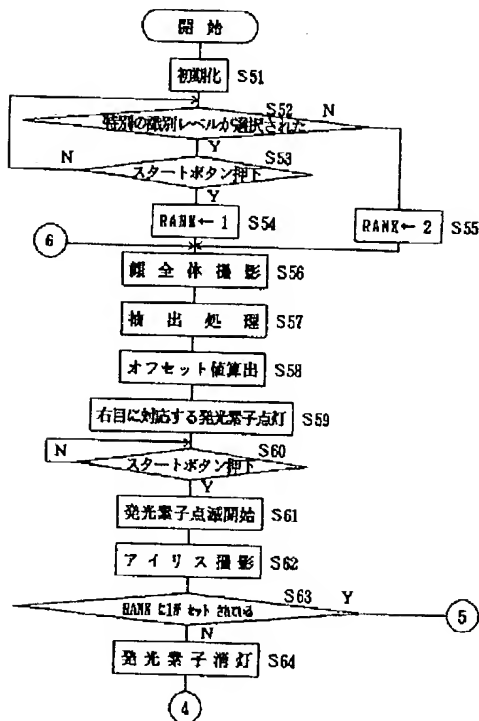 開始
初期化 S51
S52 N
特別の識別レベルが選択された
Y
N S53
スタートボタン押下
Y
RANK←1 S54
RANK←2 S55
6
顔全体撮影 S56
抽出処理 S57
オフセット値算出 S58
右目に対応する発光素子点灯 S59
N S60
スタートボタン押下
Y
発光素子点滅開始 S61
アイリス撮影 S62
S63 Y
RANKに1がセットされている
5
N
発光素子消灯 S64
4